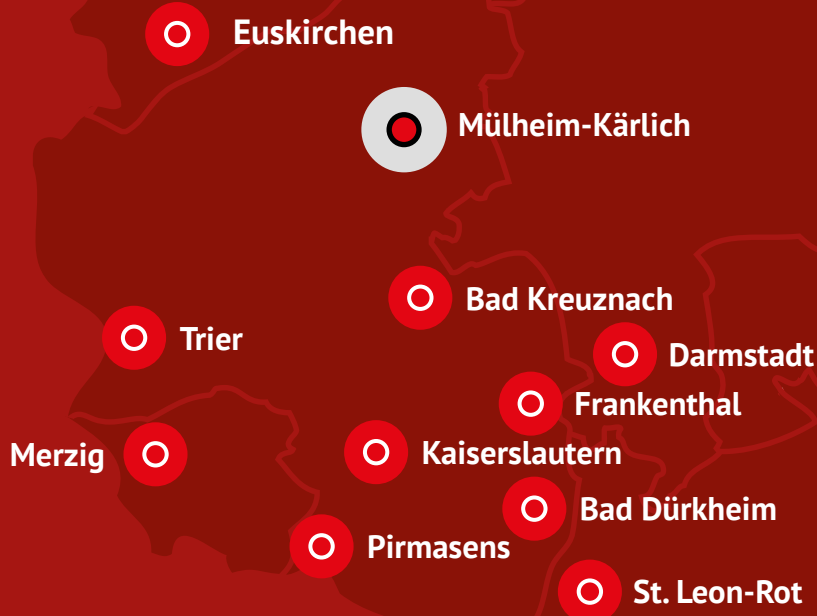 Euskirchen
Mülheim-Kärlich
Bad Kreuznach
Trier
Darmstadt
Frankenthal
Merzig
Kaiserslautern
Bad Dürkheim
Pirmasens
St. Leon-Rot